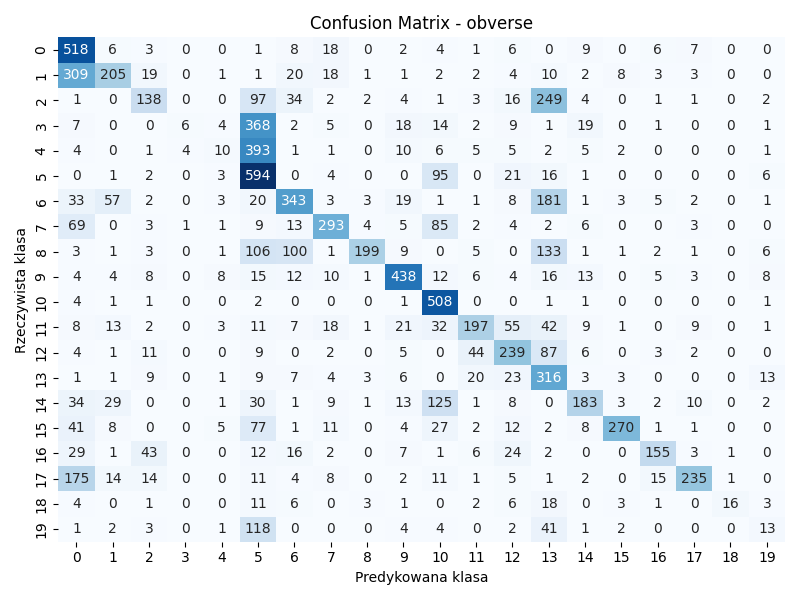 Confusion Matrix - obverse
0 518 6 3 0 0 1 8 18 0 2 4 1 6 0 9 0 6 7 0 0
1 309 205 19 0 1 1 20 18 1 1 2 2 4 10 2 8 3 3 0 0
2 1 0 138 0 0 97 34 2 2 4 1 3 16 249 4 0 1 1 0 2
3 7 0 0 6 4 368 2 5 0 18 14 2 9 1 19 0 1 0 0 1
4 4 0 1 4 10 393 1 1 0 10 6 5 5 2 5 2 0 0 0 1
5 0 1 2 0 3 594 0 4 0 0 95 0 21 16 1 0 0 0 0 6
6 33 57 2 0 3 20 343 3 3 19 1 1 8 181 1 3 5 2 0 1
7 69 0 3 1 1 9 13 293 4 5 85 2 4 2 6 0 0 3 0 0
8 3 1 3 0 1 106 100 1 199 9 0 5 0 133 1 1 2 1 0 6
9 4 4 8 0 8 15 12 10 1 438 12 6 4 16 13 0 5 3 0 8
10 4 1 1 0 0 2 0 0 0 1 508 0 0 1 1 0 0 0 0 1
11 8 13 2 0 3 11 7 18 1 21 32 197 55 42 9 1 0 9 0 1
12 4 1 11 0 0 9 0 2 0 5 0 44 239 87 6 0 3 2 0 0
13 1 1 9 0 1 9 7 4 3 6 0 20 23 316 3 3 0 0 0 13
14 34 29 0 0 1 30 1 9 1 13 125 1 8 0 183 3 2 10 0 2
15 41 8 0 0 5 77 1 11 0 4 27 2 12 2 8 270 1 1 0 0
16 29 1 43 0 0 12 16 2 0 7 1 6 24 2 0 0 155 3 1 0
17 175 14 14 0 0 11 4 8 0 2 11 1 5 1 2 0 15 235 1 0
18 4 0 1 0 0 11 6 0 3 1 0 2 6 18 0 3 1 0 16 3
19 1 2 3 0 1 118 0 0 0 4 4 0 2 41 1 2 0 0 0 13
0 1 2 3 4 5 6 7 8 9 10 11 12 13 14 15 16 17 18 19
Rzeczywista klasa
Predykowana klasa